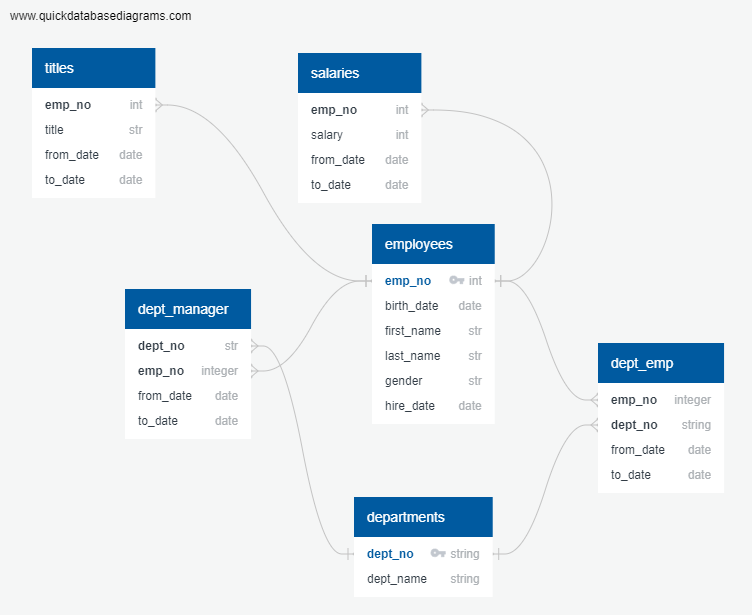 www.quickdatabasediagrams.com
titles
emp_no int
title str
from_date date
to_date date
salaries
emp_no int
salary int
from_date date
to_date date
employees
emp_no int
birth_date date
first_name str
last_name str
gender str
hire_date date
dept_manager
dept_no str
emp_no integer
from_date date
to_date date
dept_emp
emp_no integer
dept_no string
from_date date
to_date date
departments
dept_no string
dept_name string